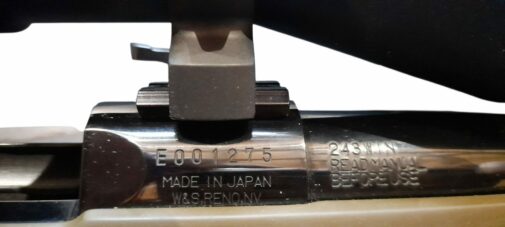 E001275
MADE IN JAPAN
W&S.RENO.NV
243 WIN
READ MANUAL
BEFORE USE